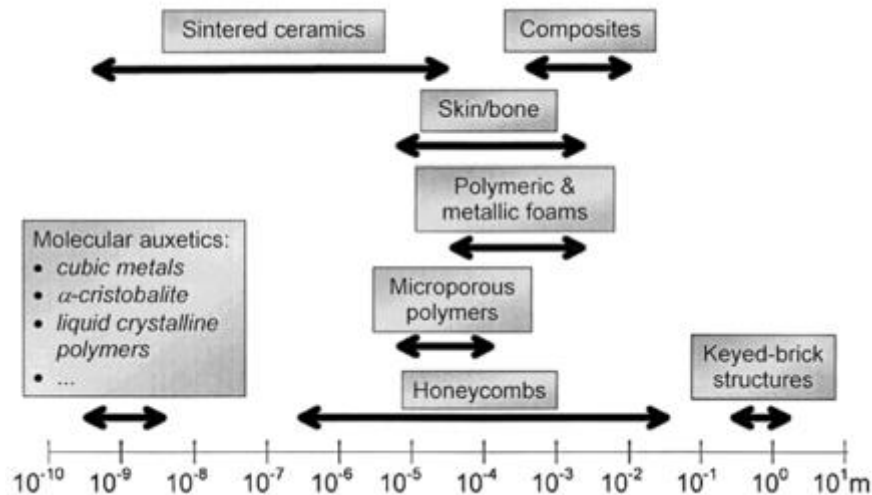 Sintered ceramics
Composites
Skin/bone
Polymeric &
metallic foams
Molecular auxetics:
• cubic metals
• α-cristobalite
• liquid crystalline
polymers
• ...
Microporous
polymers
Keyed-brick
structures
Honeycombs
10⁻¹⁰ 10⁻⁹ 10⁻⁸ 10⁻⁷ 10⁻⁶ 10⁻⁵ 10⁻⁴ 10⁻³ 10⁻² 10⁻¹ 10⁰ 10¹m